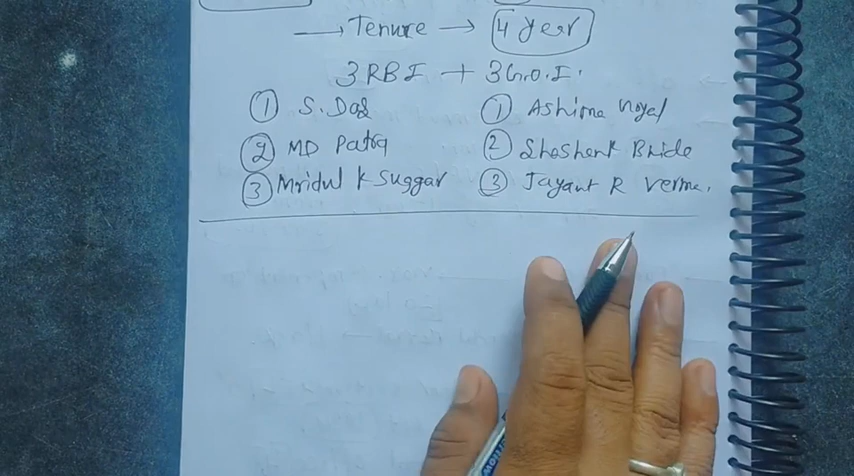 → Tenure → 4 year
3 RBI + 3 G.O.I.
① S. Das ① Ashima Noyal
② MD Patra ② Shashank Bhide
③ Mridul K Suggar ③ Jayant R Verma.